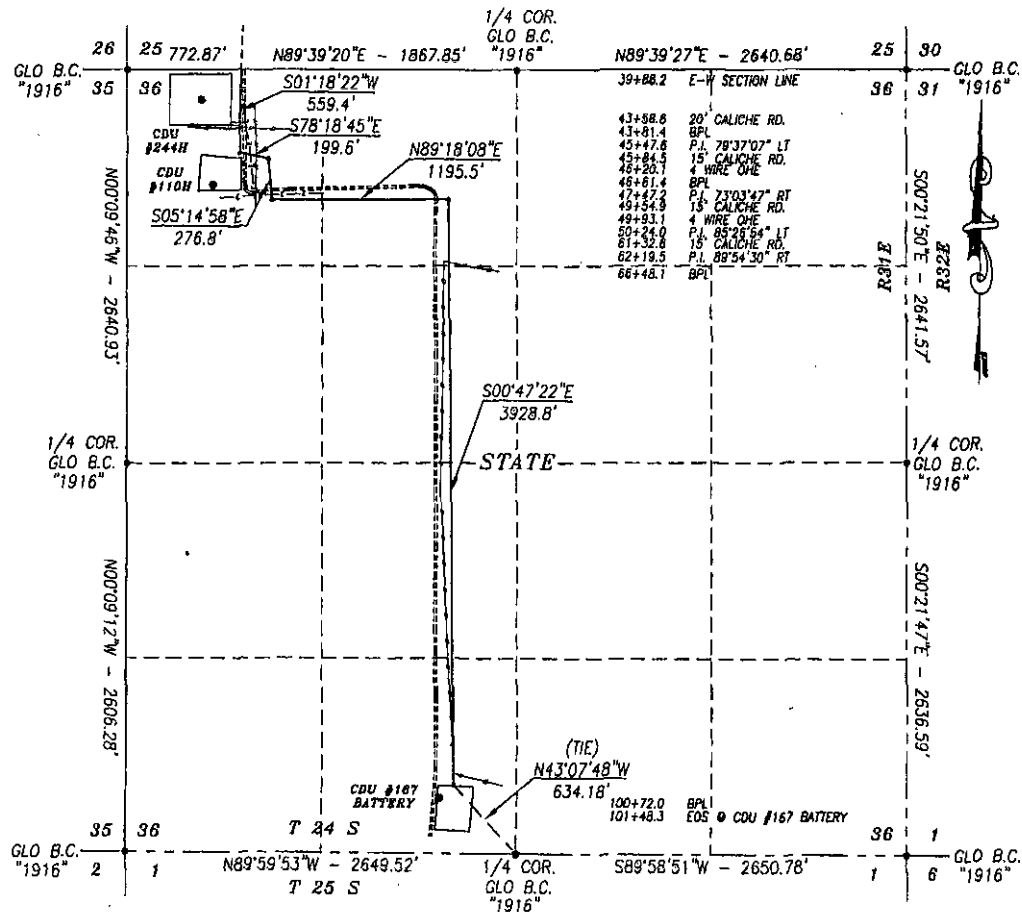 1/4 COR.
GLO B.C.
"1916"
26 25 772.87' N89°39'20"E - 1867.85' N89°39'27"E - 2640.68' 25 30
GLO B.C.
"1916"
35 36
GLO B.C.
"1916"
36 31
S01°18'22"W
559.4'
S78°18'45"E
199.6'
CDU
#244H
N89°18'08"E
1195.5'
CDU
#110H
S05°14'58"E
276.8'
39+88.2 E-W SECTION LINE
43+58.6 20' CALICHE RD.
43+81.4 BPL
45+47.6 P.I. 79°37'07" LT
45+84.5 15' CALICHE RD.
46+20.1 4 WIRE OHE
46+61.4 BPL
47+47.2 P.I. 73°03'47" RT
49+54.9 15' CALICHE RD.
49+93.1 4 WIRE OHE
50+24.0 P.I. 85°26'54" LT
61+32.8 15' CALICHE RD.
62+19.5 P.I. 89°54'30" RT
66+48.1 BPL
N00°09'45"W - 2640.93'
R31E
S00°21'50"E - 2641.57'
R32E
S00°47'22"E
3928.8'
1/4 COR.
GLO B.C.
"1916"
STATE
1/4 COR.
GLO B.C.
"1916"
N00°09'12"W - 2606.28'
S00°21'47"E - 2636.59'
(TIE)
N43°07'48"W
634.18'
CDU #167
BATTERY
100+72.0 BPL
101+48.3 EOS @ CDU #167 BATTERY
35 36 T 24 S 36 1
GLO B.C.
"1916"
2 1 N89°59'53"W - 2649.52'
T 25 S
1/4 COR.
GLO B.C.
"1916"
S89°58'51"W - 2650.78'
1 6
GLO B.C.
"1916"